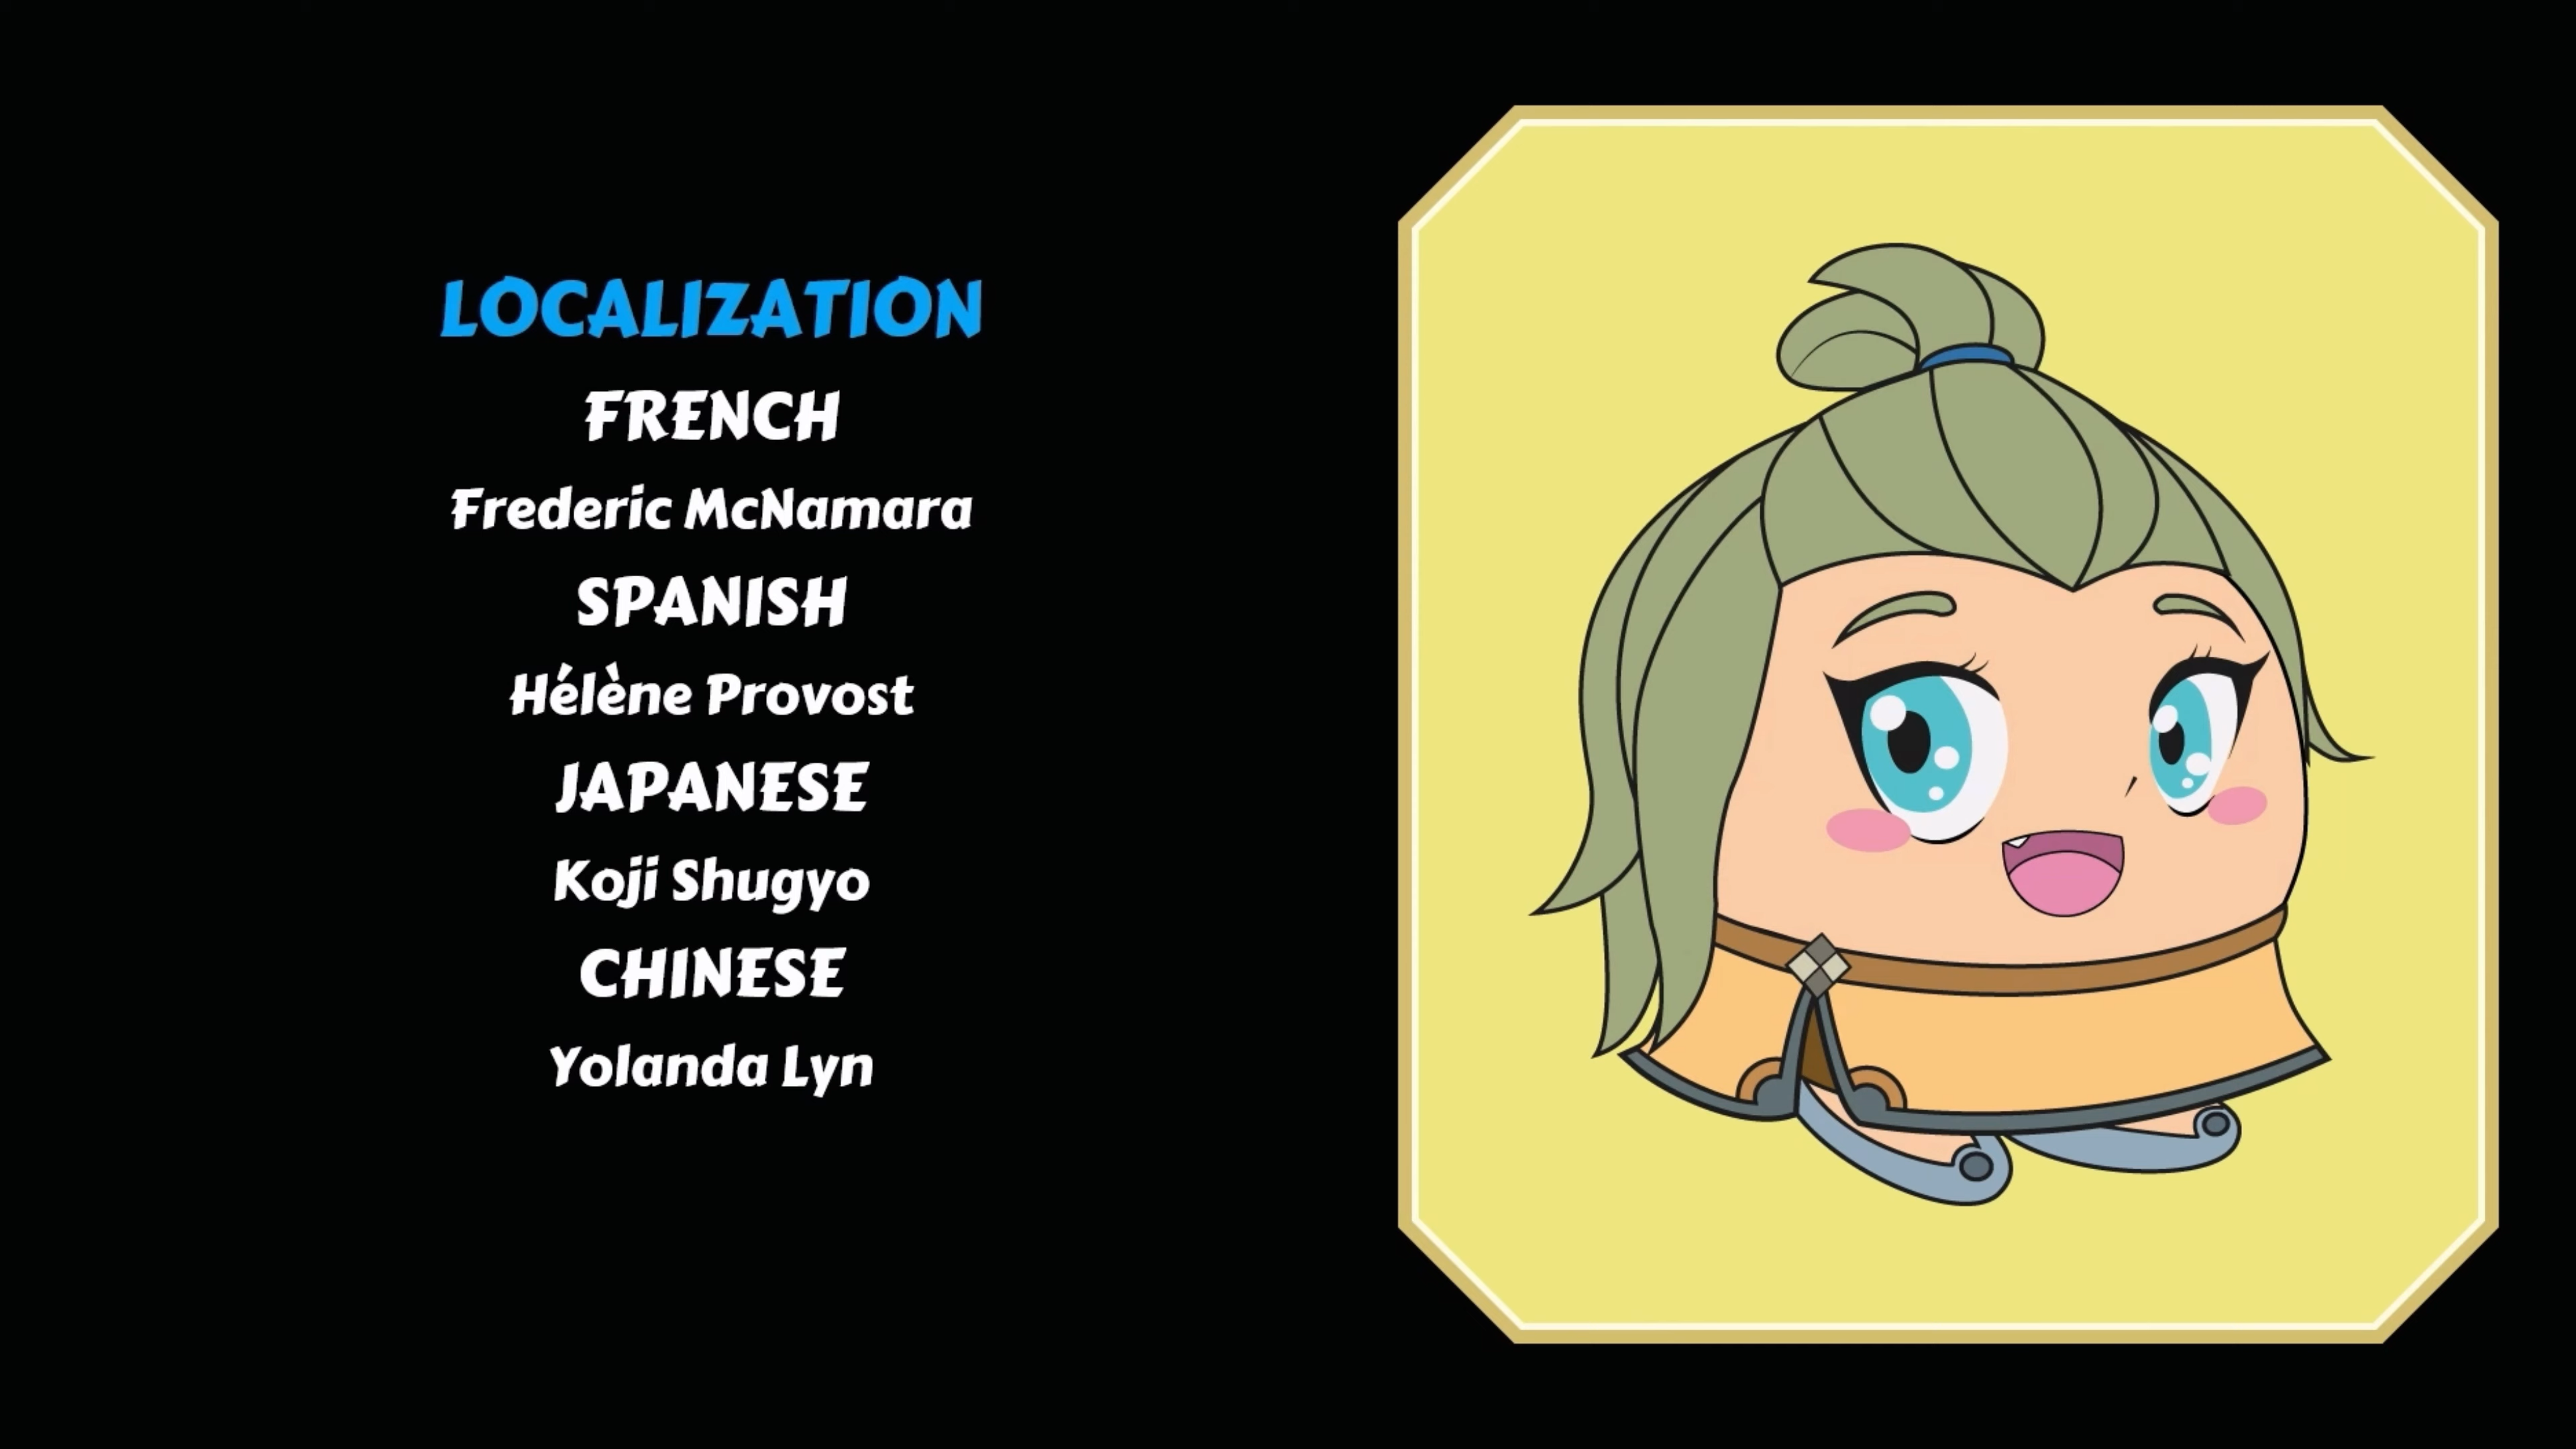 LOCALIZATION
FRENCH
Frederic McNamara
SPANISH
Hélène Provost
JAPANESE
Koji Shugyo
CHINESE
Yolanda Lyn